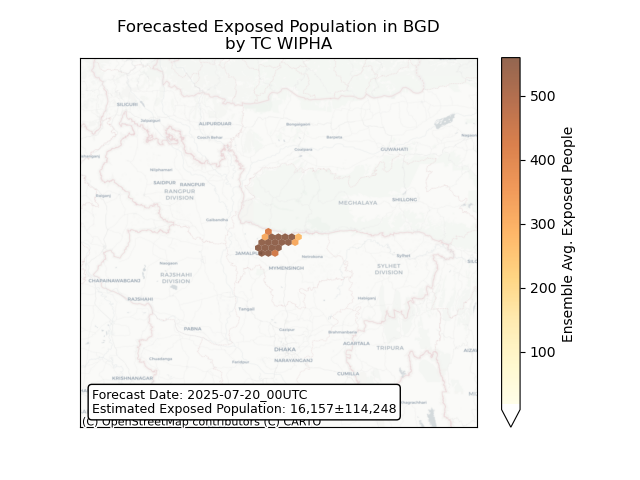 Forecasted Exposed Population in BGD
by TC WIPHA
SILIGURI
ALIPURDUAR
GUWAHATI
SAIDPUR
RANGPUR
RANGPUR
DIVISION
MEGHALAYA
SHILLONG
MYMENSINGH
Sylhet
SYLHET
DIVISION
RAJSHAHI
DIVISION
CHAPAINAWABGANJ
RAJSHAHI
PABNA
Tangail
Gazipur
DHAKA
NARAYANGANJ
AGARTALA
TRIPURA
CUMILLA
KRISHNANAGAR
500
400
300
200
100
Ensemble Avg. Exposed People
Forecast Date: 2025-07-20_00UTC
Estimated Exposed Population: 16,157±114,248
(C) OpenStreetMap contributors (C) CARTO